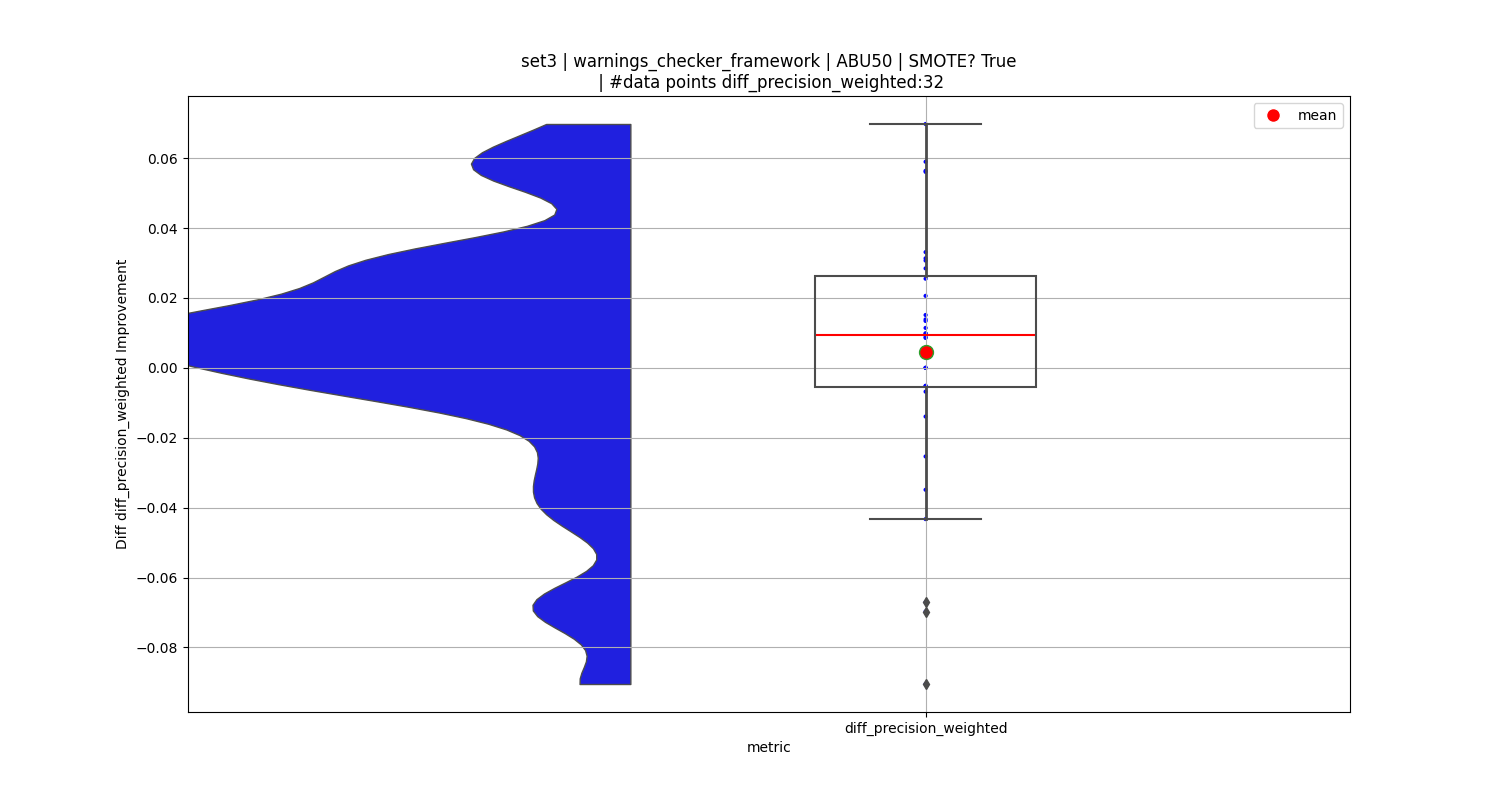 set3 | warnings_checker_framework | ABU50 | SMOTE? True
| #data points diff_precision_weighted:32
mean
0.06
0.04
0.02
0.00
−0.02
−0.04
−0.06
−0.08
Diff diff_precision_weighted Improvement
diff_precision_weighted
metric